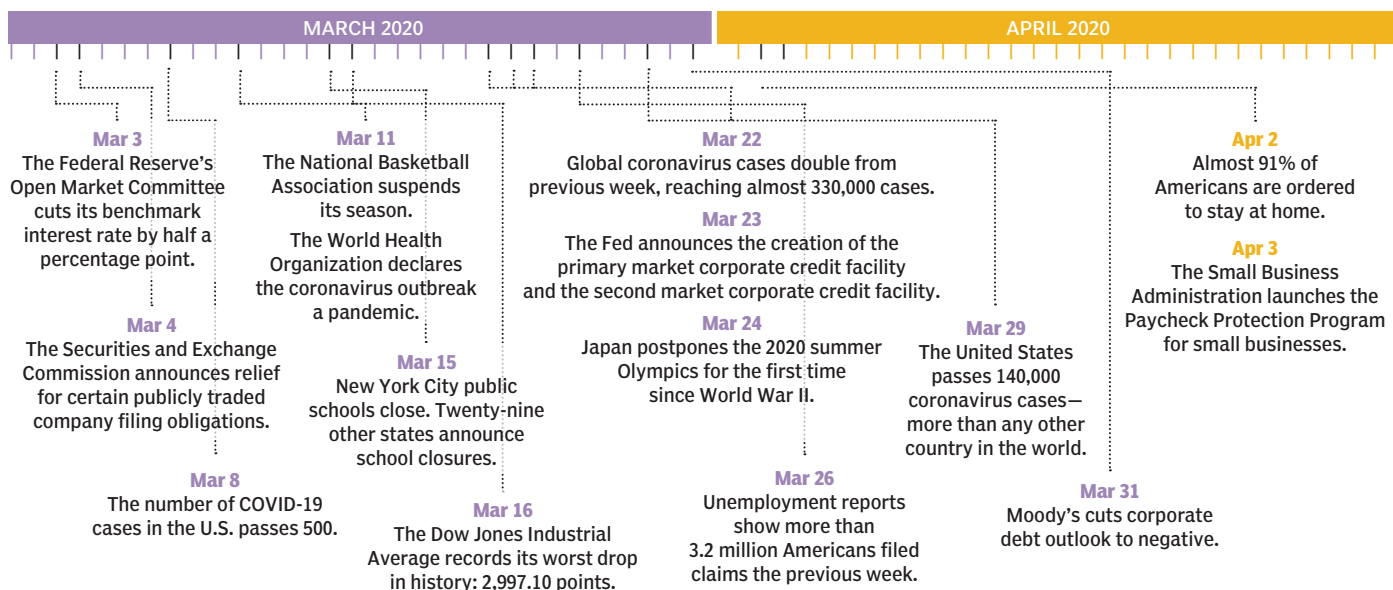 MARCH 2020
APRIL 2020
Mar 3
The Federal Reserve's
Open Market Committee
cuts its benchmark
interest rate by half a
percentage point.
Mar 4
The Securities and Exchange
Commission announces relief
for certain publicly traded
company filing obligations.
Mar 8
The number of COVID-19
cases in the U.S. passes 500.
Mar 11
The National Basketball
Association suspends
its season.
The World Health
Organization declares
the coronavirus outbreak
a pandemic.
Mar 15
New York City public
schools close. Twenty-nine
other states announce
school closures.
Mar 16
The Dow Jones Industrial
Average records its worst drop
in history: 2,997.10 points.
Mar 22
Global coronavirus cases double from
previous week, reaching almost 330,000 cases.
Mar 23
The Fed announces the creation of the
primary market corporate credit facility
and the second market corporate credit facility.
Mar 24
Japan postpones the 2020 summer
Olympics for the first time
since World War II.
Mar 26
Unemployment reports
show more than
3.2 million Americans filed
claims the previous week.
Mar 29
The United States
passes 140,000
coronavirus cases—
more than any other
country in the world.
Mar 31
Moody's cuts corporate
debt outlook to negative.
Apr 2
Almost 91% of
Americans are ordered
to stay at home.
Apr 3
The Small Business
Administration launches the
Paycheck Protection Program
for small businesses.